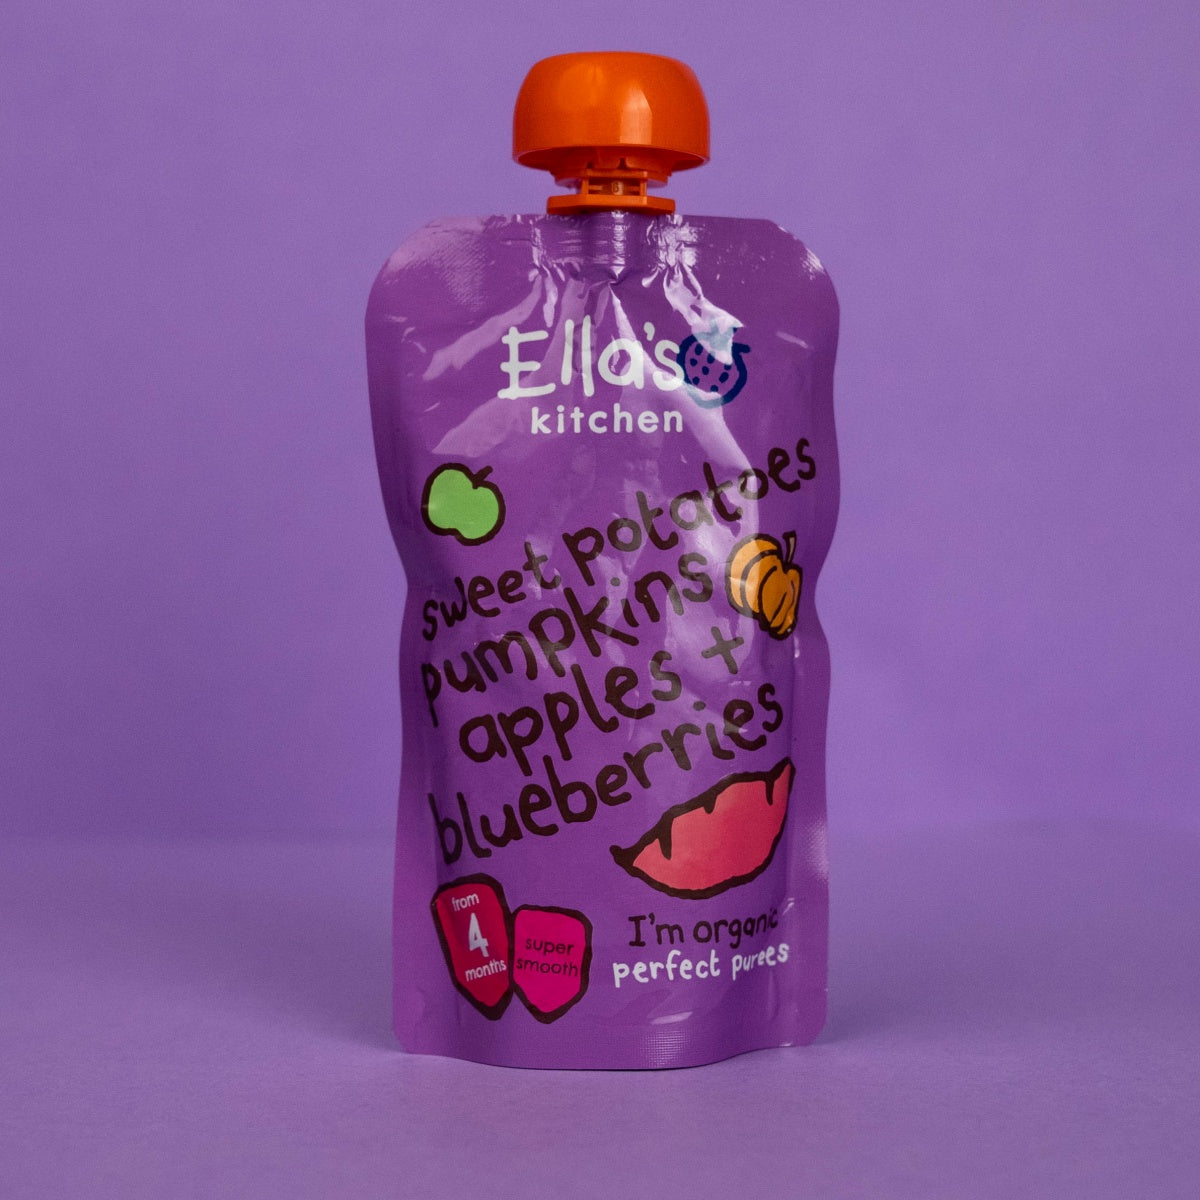 Ella's
kitchen
sweet potatoes
pumpkins
apples +
blueberries
from
4
months
super
smooth
I'm organic
perfect purees